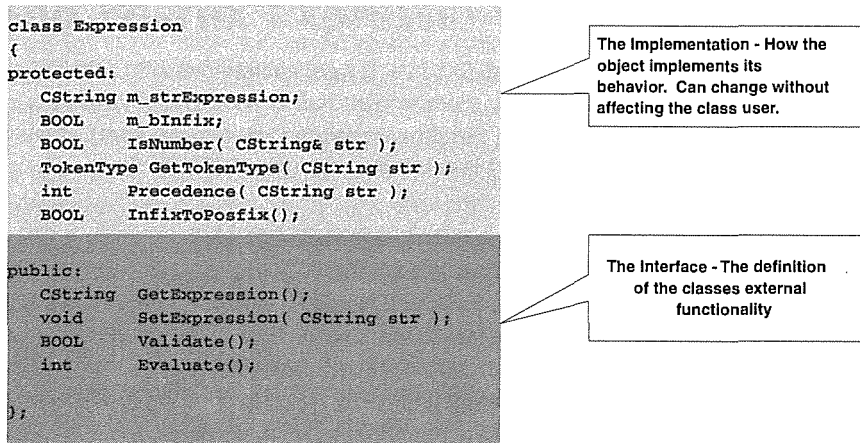 class Expression
{
protected:
CString m_strExpression;
BOOL m_bInfix;
BOOL IsNumber( CString& str );
TokenType GetTokenType( CString str );
int Precedence( CString str );
BOOL InfixToPosfix();
public:
CString GetExpression();
void SetExpression( CString str );
BOOL Validate();
int Evaluate();
);
The Implementation - How the
object implements its
behavior. Can change without
affecting the class user.
The Interface - The definition
of the classes external
functionality